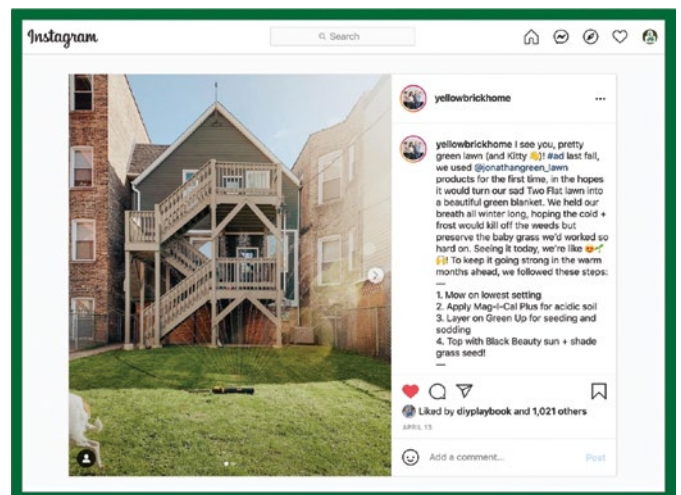 Instagram
Search
yellowbrickhome
yellowbrickhome I see you, pretty
green lawn (and Kitty 👋)! #ad last fall,
we used @jonathangreen_lawn
products for the first time, in the hopes
it would turn our sad Two Flat lawn into
a beautiful green blanket. We held our
breath all winter long, hoping the cold +
frost would kill off the weeds but
preserve the baby grass we'd worked so
hard on. Seeing it today, we're like 😍🌱
🙌! To keep it going strong in the warm
months ahead, we followed these steps:
—
1. Mow on lowest setting
2. Apply Mag-I-Cal Plus for acidic soil
3. Layer on Green Up for seeding and
sodding
4. Top with Black Beauty sun + shade
grass seed!
—
Liked by diyplaybook and 1,021 others
APRIL 13
Add a comment... Post